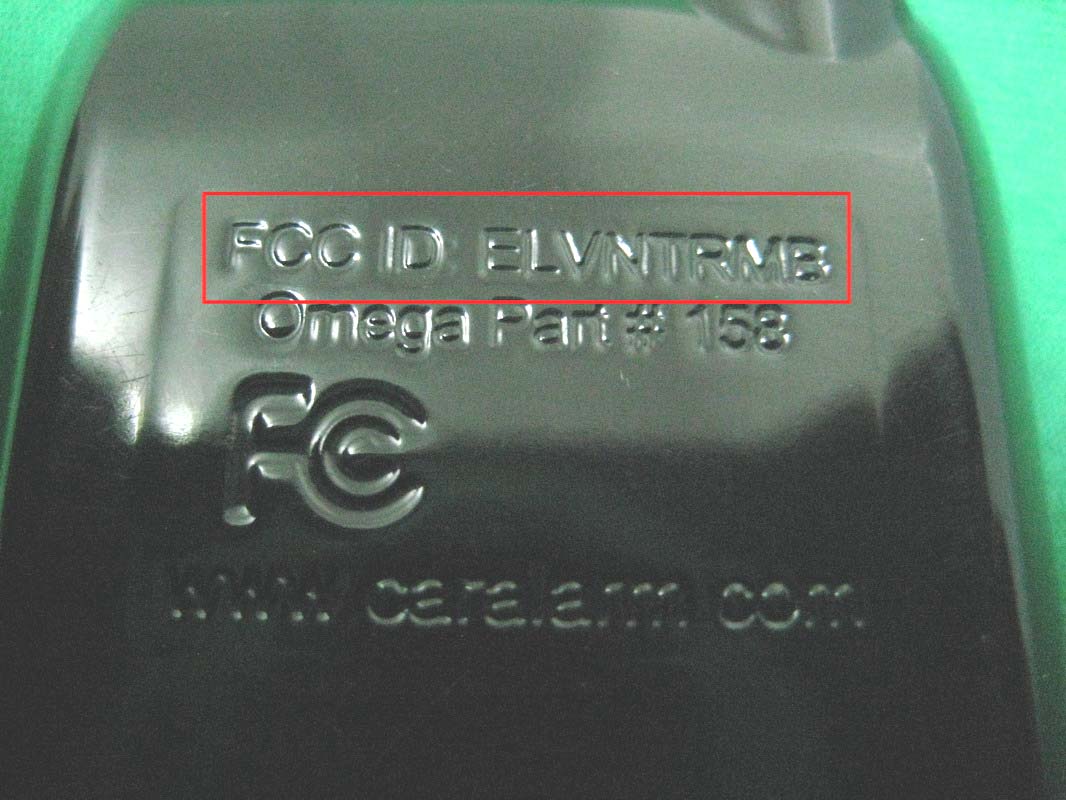 FCC ID: ELVNTRMB
Omega Part # 158
FC
www.caralarm.com